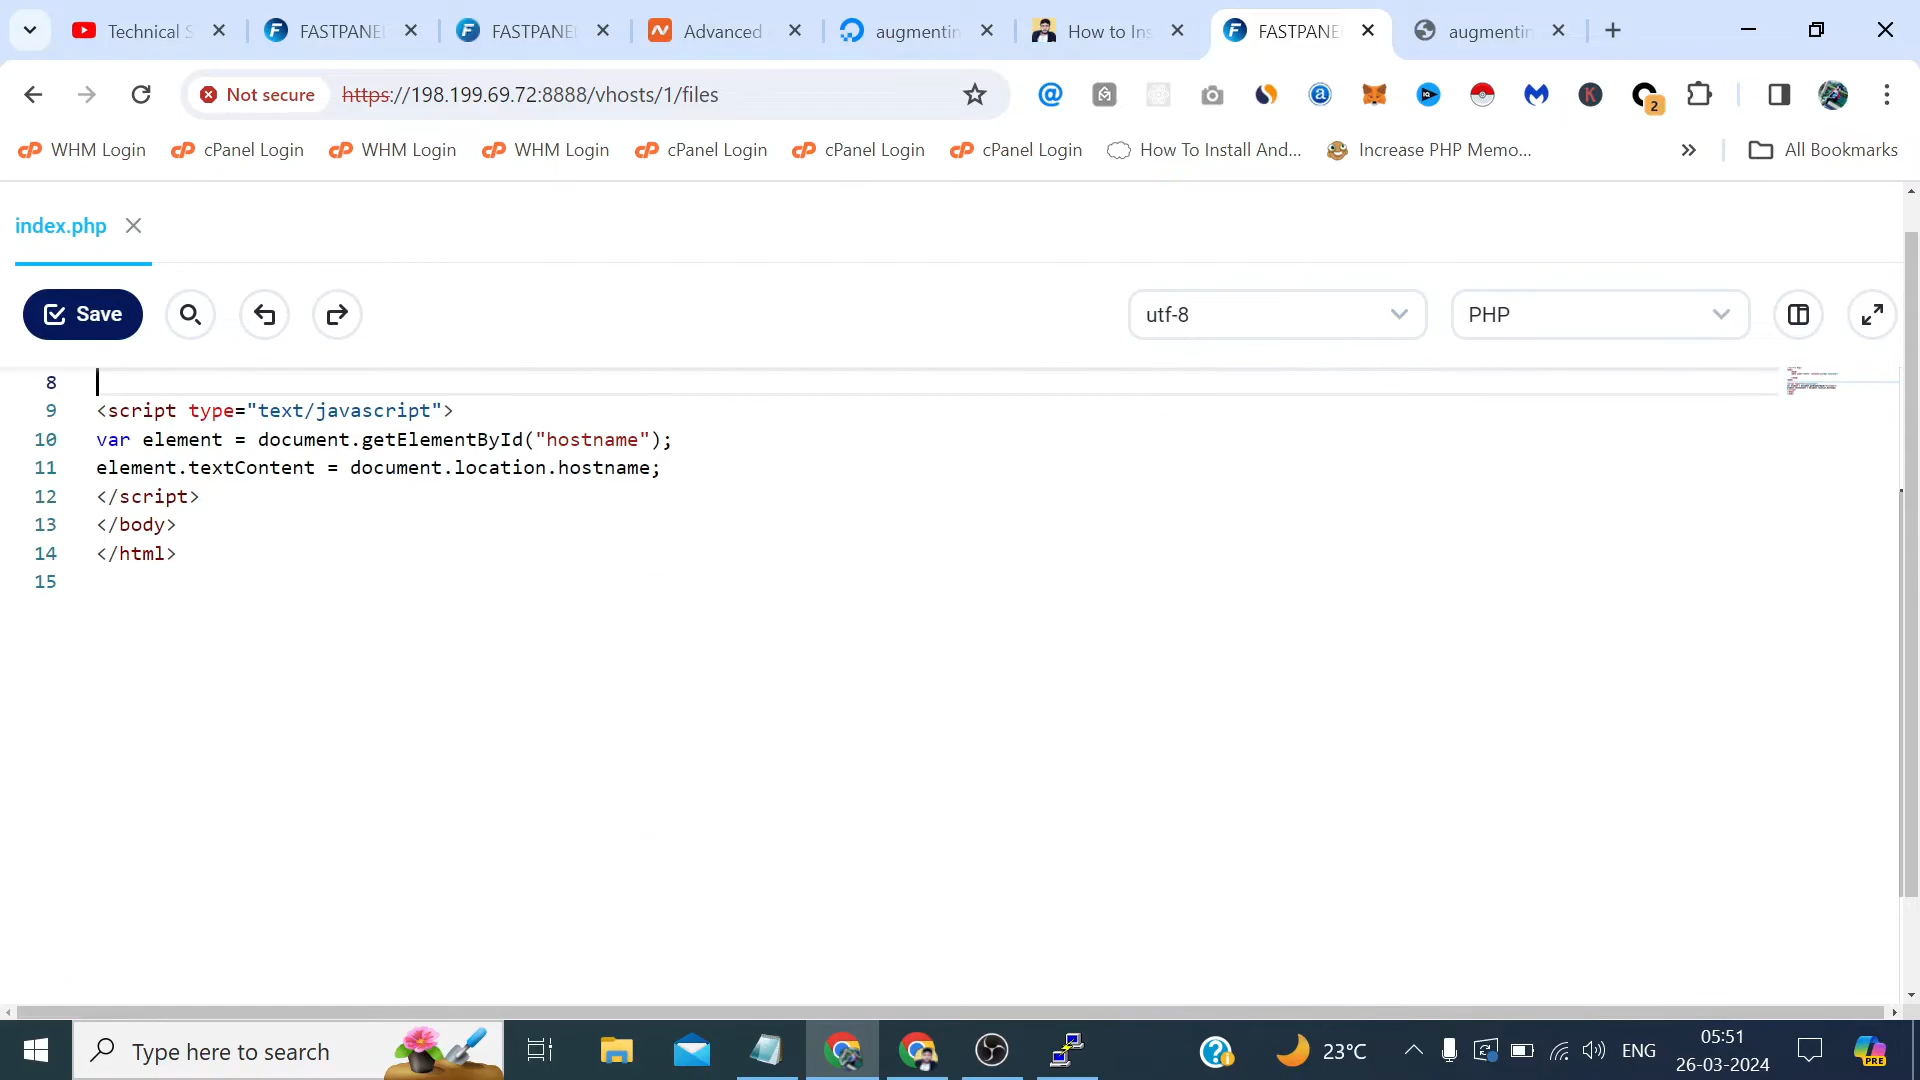 Technical S
FASTPANEL
FASTPANEL
Advanced
augmentin
How to Ins
FASTPANE
augmentin
Not secure
https://198.199.69.72:8888/vhosts/1/files
2
WHM Login
cPanel Login
WHM Login
WHM Login
cPanel Login
cPanel Login
cPanel Login
How To Install And...
Increase PHP Memo...
All Bookmarks
index.php
Save
utf-8
PHP
8
9 <script type="text/javascript">
10 var element = document.getElementById("hostname");
11 element.textContent = document.location.hostname;
12 </script>
13 </body>
14 </html>
15
Type here to search
23°C
ENG
05:51
26-03-2024
PRE